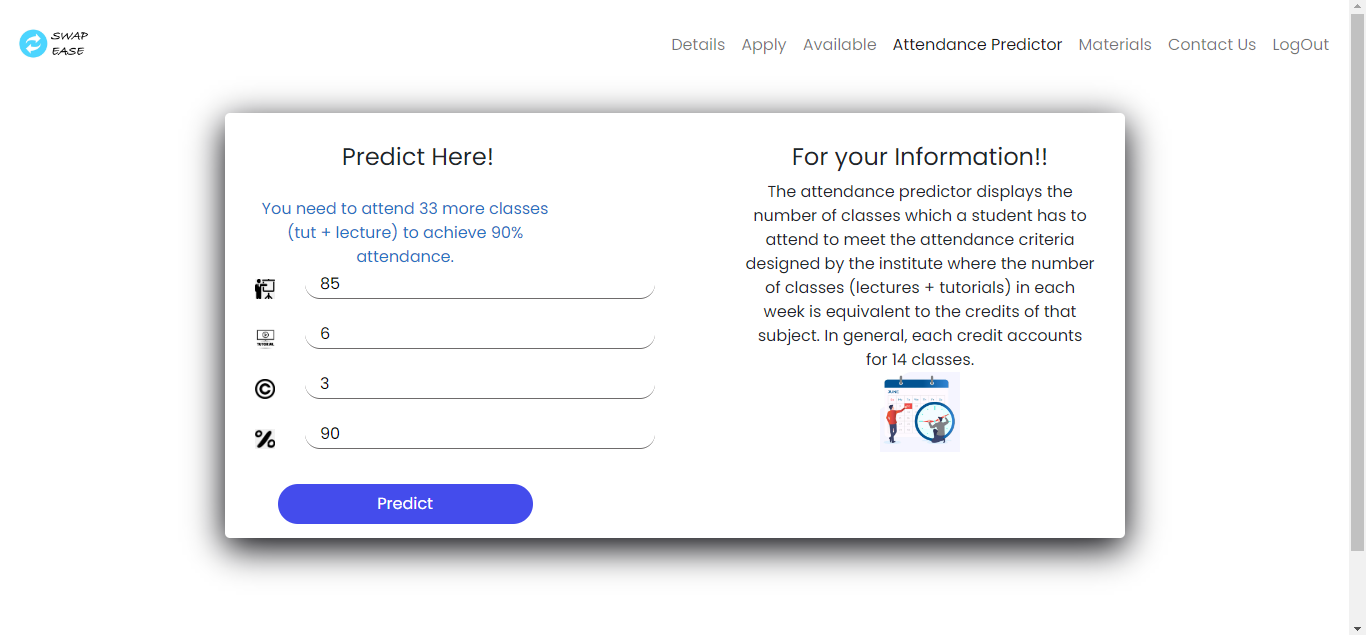 SWAP
EASE
Details Apply Available Attendance Predictor Materials Contact Us LogOut
Predict Here!
You need to attend 33 more classes
(tut + lecture) to achieve 90%
attendance.
85
6
3
90
Predict
For your Information!!
The attendance predictor displays the
number of classes which a student has to
attend to meet the attendance criteria
designed by the institute where the number
of classes (lectures + tutorials) in each
week is equivalent to the credits of that
subject. In general, each credit accounts
for 14 classes.